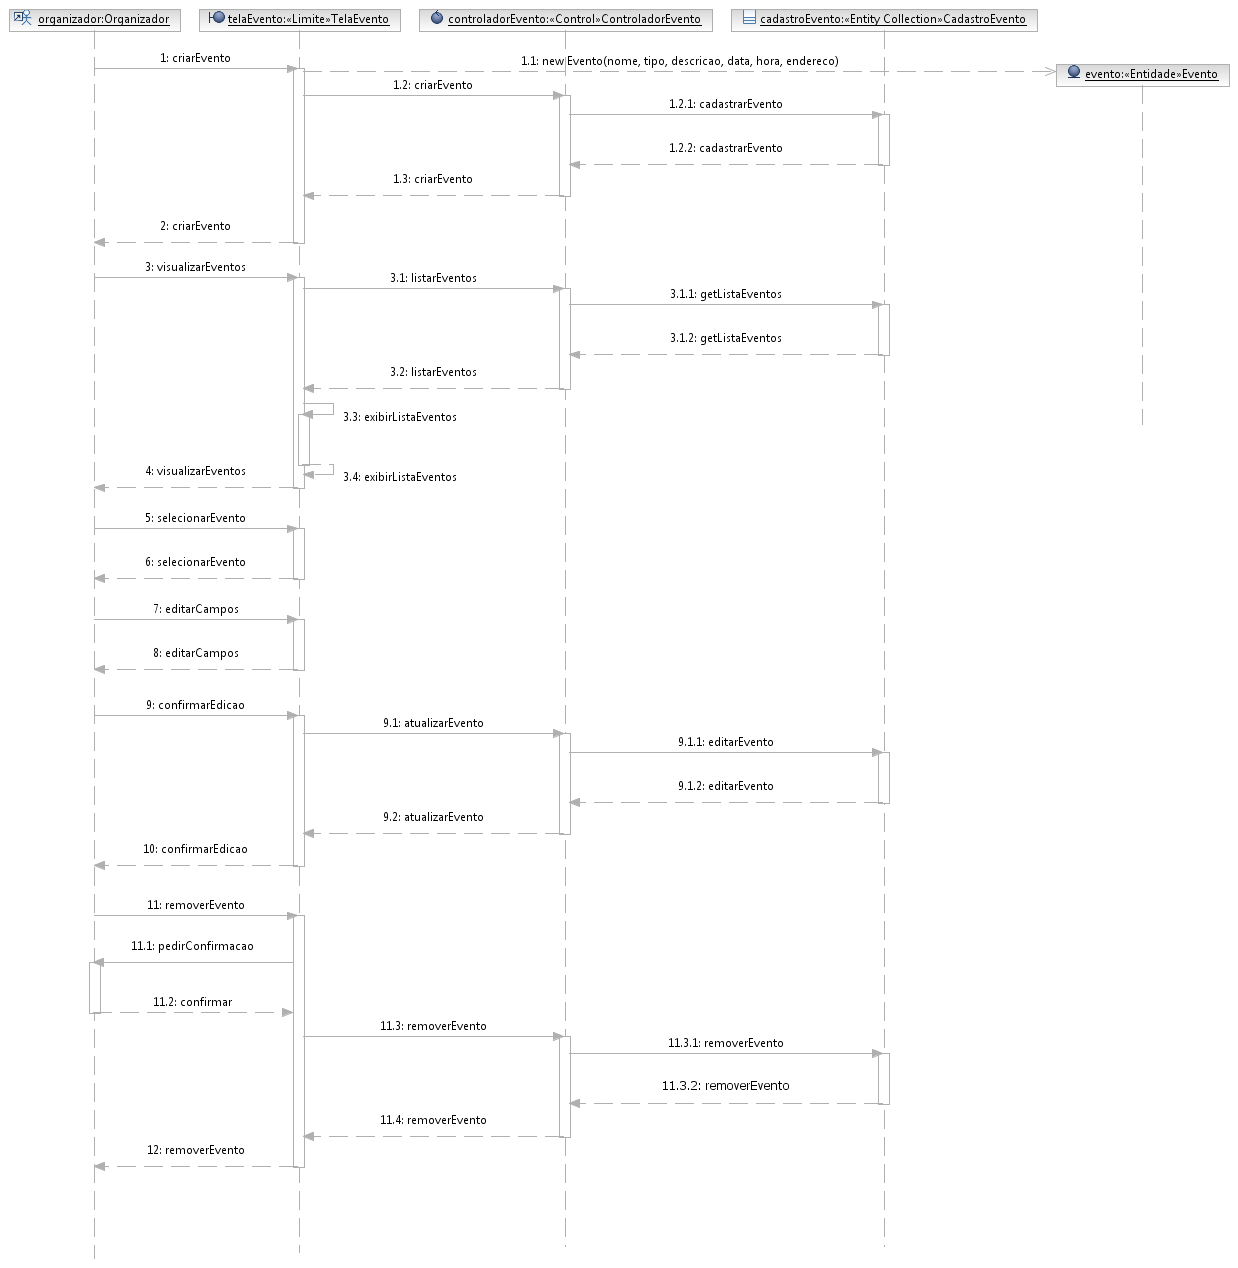 organizador:Organizador
telaEvento:«Limite»TelaEvento
controladorEvento:«Control»ControladorEvento
cadastroEvento:«Entity Collection»CadastroEvento
1: criarEvento
1.1: new Evento(nome, tipo, descricao, data, hora, endereco)
evento:«Entidade»Evento
1.2: criarEvento
1.2.1: cadastrarEvento
1.2.2: cadastrarEvento
1.3: criarEvento
2: criarEvento
3: visualizarEventos
3.1: listarEventos
3.1.1: getListaEventos
3.1.2: getListaEventos
3.2: listarEventos
3.3: exibirListaEventos
4: visualizarEventos
3.4: exibirListaEventos
5: selecionarEvento
6: selecionarEvento
7: editarCampos
8: editarCampos
9: confirmarEdicao
9.1: atualizarEvento
9.1.1: editarEvento
9.1.2: editarEvento
9.2: atualizarEvento
10: confirmarEdicao
11: removerEvento
11.1: pedirConfirmacao
11.2: confirmar
11.3: removerEvento
11.3.1: removerEvento
11.3.2: removerEvento
11.4: removerEvento
12: removerEvento